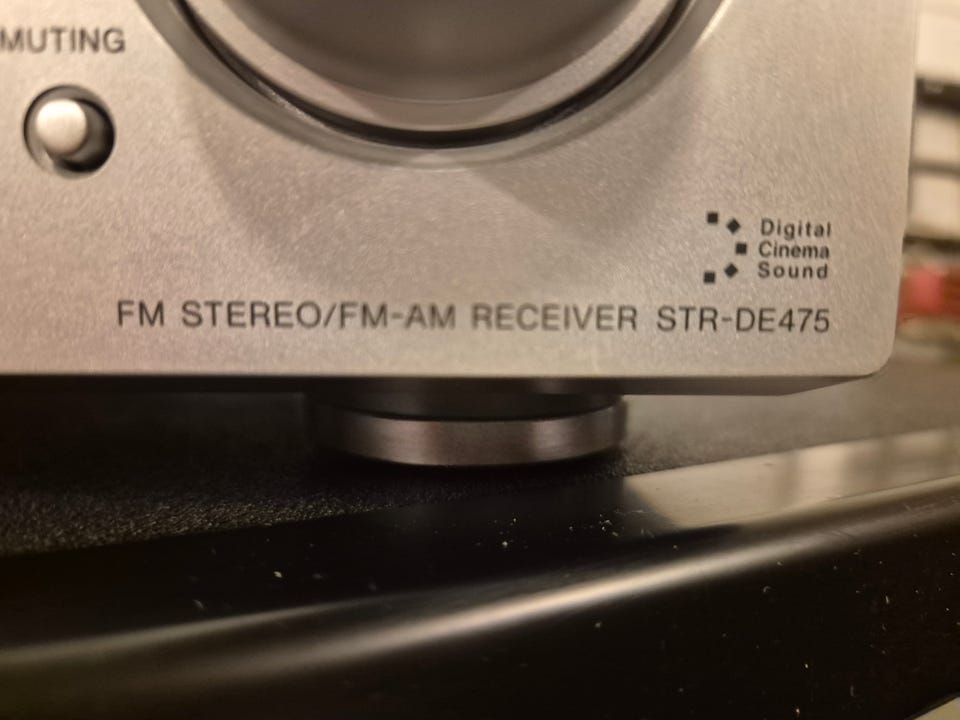 MUTING
Digital
Cinema
Sound
FM STEREO/FM-AM RECEIVER STR-DE475